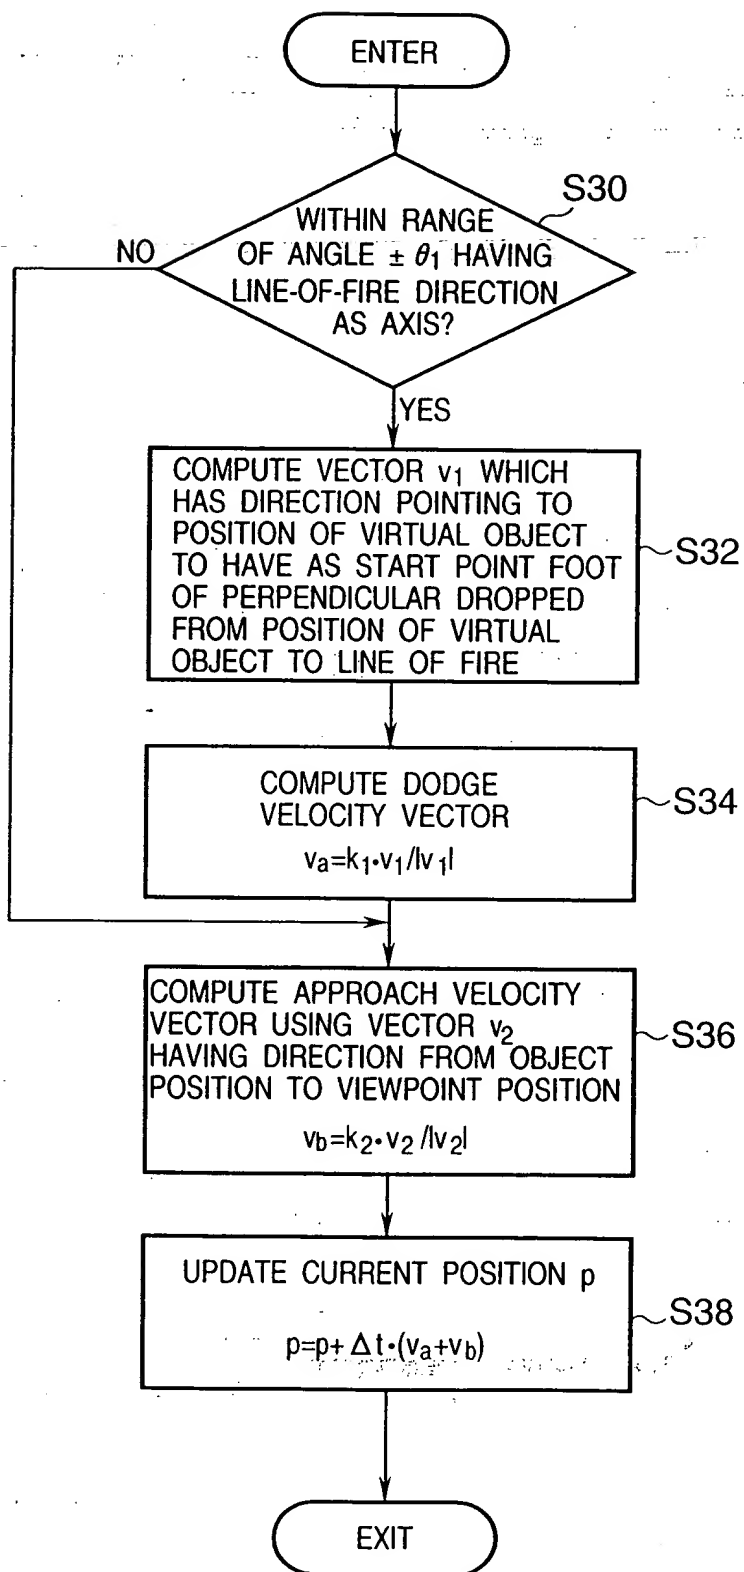 ENTER
S30
WITHIN RANGE
OF ANGLE ± θ1 HAVING
LINE-OF-FIRE DIRECTION
AS AXIS?
NO
YES
COMPUTE VECTOR v1 WHICH
HAS DIRECTION POINTING TO
POSITION OF VIRTUAL OBJECT
TO HAVE AS START POINT FOOT
OF PERPENDICULAR DROPPED
FROM POSITION OF VIRTUAL
OBJECT TO LINE OF FIRE
S32
COMPUTE DODGE
VELOCITY VECTOR
va=k1·v1/|v1|
S34
COMPUTE APPROACH VELOCITY
VECTOR USING VECTOR v2
HAVING DIRECTION FROM OBJECT
POSITION TO VIEWPOINT POSITION
vb=k2·v2/|v2|
S36
UPDATE CURRENT POSITION p
p=p+Δt·(va+vb)
S38
EXIT